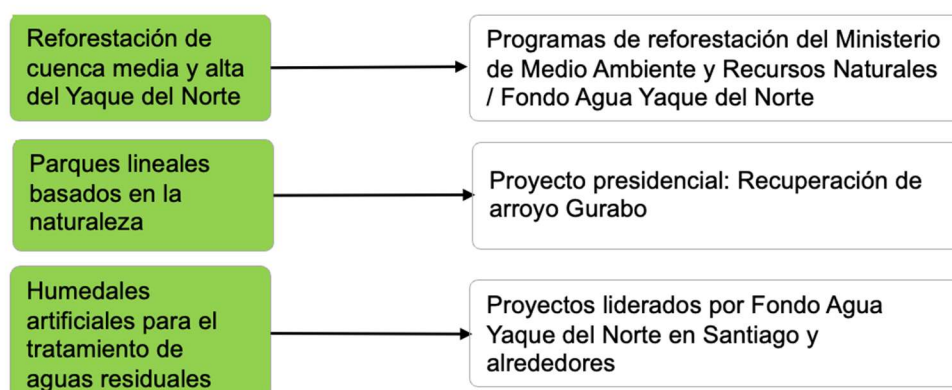 Reforestación de
cuenca media y alta
del Yaque del Norte
Programas de reforestación del Ministerio
de Medio Ambiente y Recursos Naturales
/ Fondo Agua Yaque del Norte
Parques lineales
basados en la
naturaleza
Proyecto presidencial: Recuperación de
arroyo Gurabo
Humedales
artificiales para el
tratamiento de
aguas residuales
Proyectos liderados por Fondo Agua
Yaque del Norte en Santiago y
alrededores